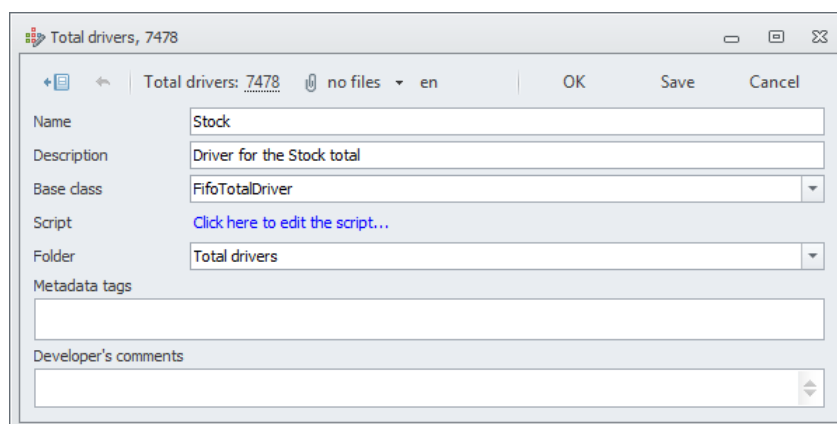 Total drivers, 7478
Total drivers: 7478 no files en OK Save Cancel
Name Stock
Description Driver for the Stock total
Base class FifoTotalDriver
Script Click here to edit the script...
Folder Total drivers
Metadata tags
Developer's comments